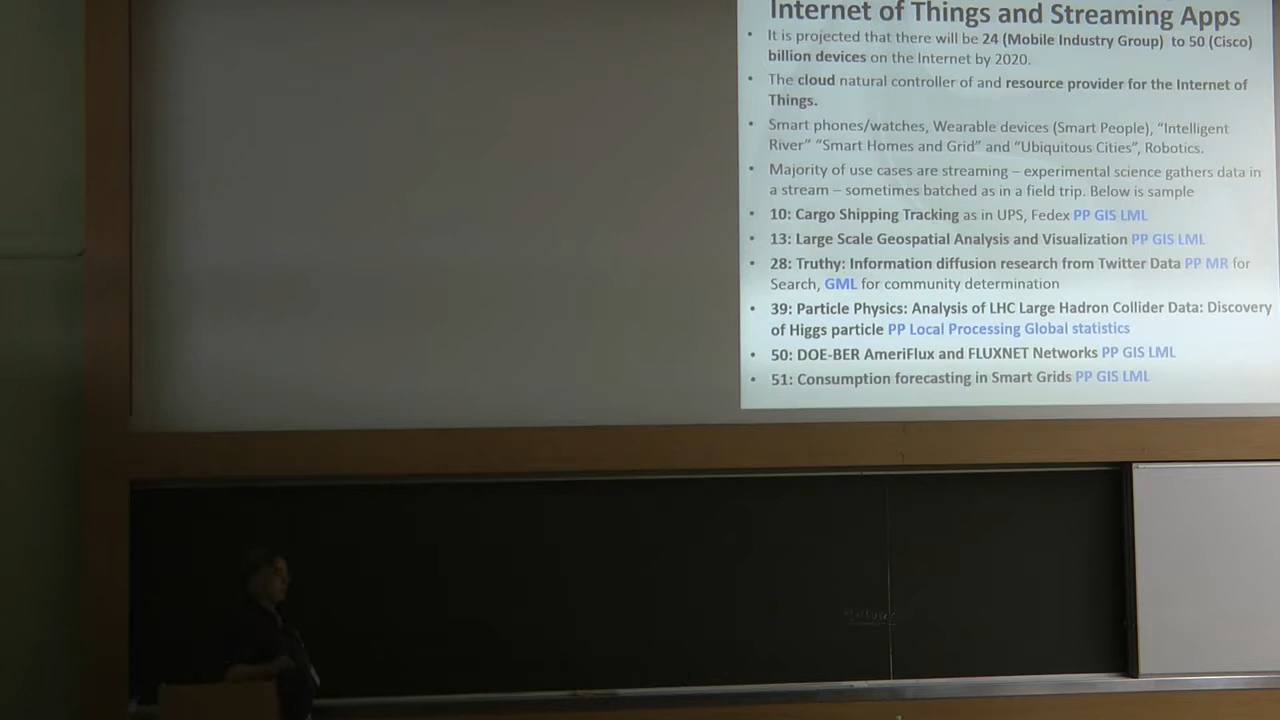 Internet of Things and Streaming Apps
• It is projected that there will be 24 (Mobile Industry Group) to 50 (Cisco)
billion devices on the Internet by 2020.
• The cloud natural controller of and resource provider for the Internet of
Things.
• Smart phones/watches, Wearable devices (Smart People), “Intelligent
River” “Smart Homes and Grid” and “Ubiquitous Cities”, Robotics.
• Majority of use cases are streaming – experimental science gathers data in
a stream – sometimes batched as in a field trip. Below is sample
• 10: Cargo Shipping Tracking as in UPS, Fedex PP GIS LML
• 13: Large Scale Geospatial Analysis and Visualization PP GIS LML
• 28: Truthy: Information diffusion research from Twitter Data PP MR for
Search, GML for community determination
• 39: Particle Physics: Analysis of LHC Large Hadron Collider Data: Discovery
of Higgs particle PP Local Processing Global statistics
• 50: DOE-BER AmeriFlux and FLUXNET Networks PP GIS LML
• 51: Consumption forecasting in Smart Grids PP GIS LML